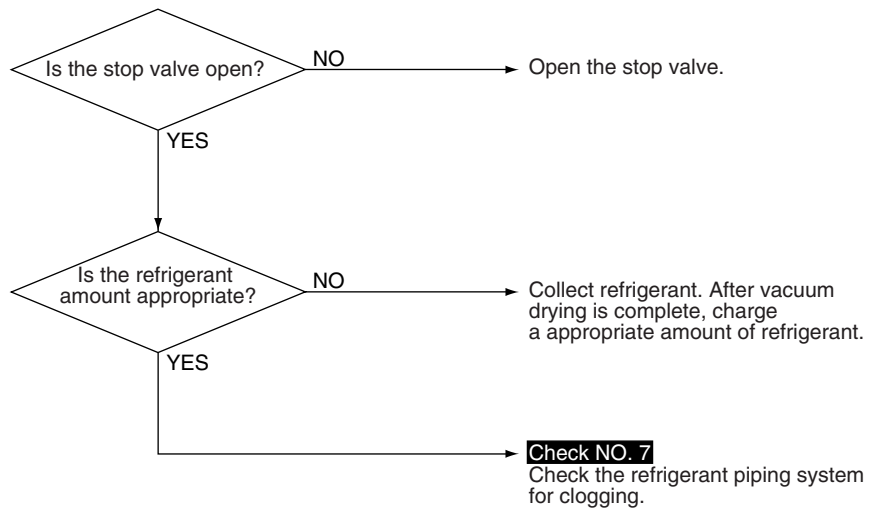 Is the stop valve open?
NO
Open the stop valve.
YES
Is the refrigerant
amount appropriate?
NO
Collect refrigerant. After vacuum
drying is complete, charge
a appropriate amount of refrigerant.
YES
Check NO. 7
Check the refrigerant piping system
for clogging.